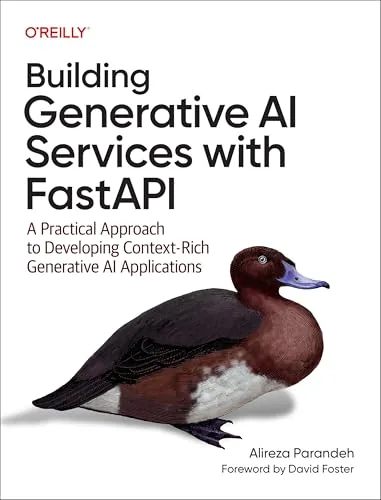 O'REILLY®
Building
Generative AI
Services with
FastAPI
A Practical Approach
to Developing Context-Rich
Generative AI Applications
Alireza Parandeh
Foreword by David Foster